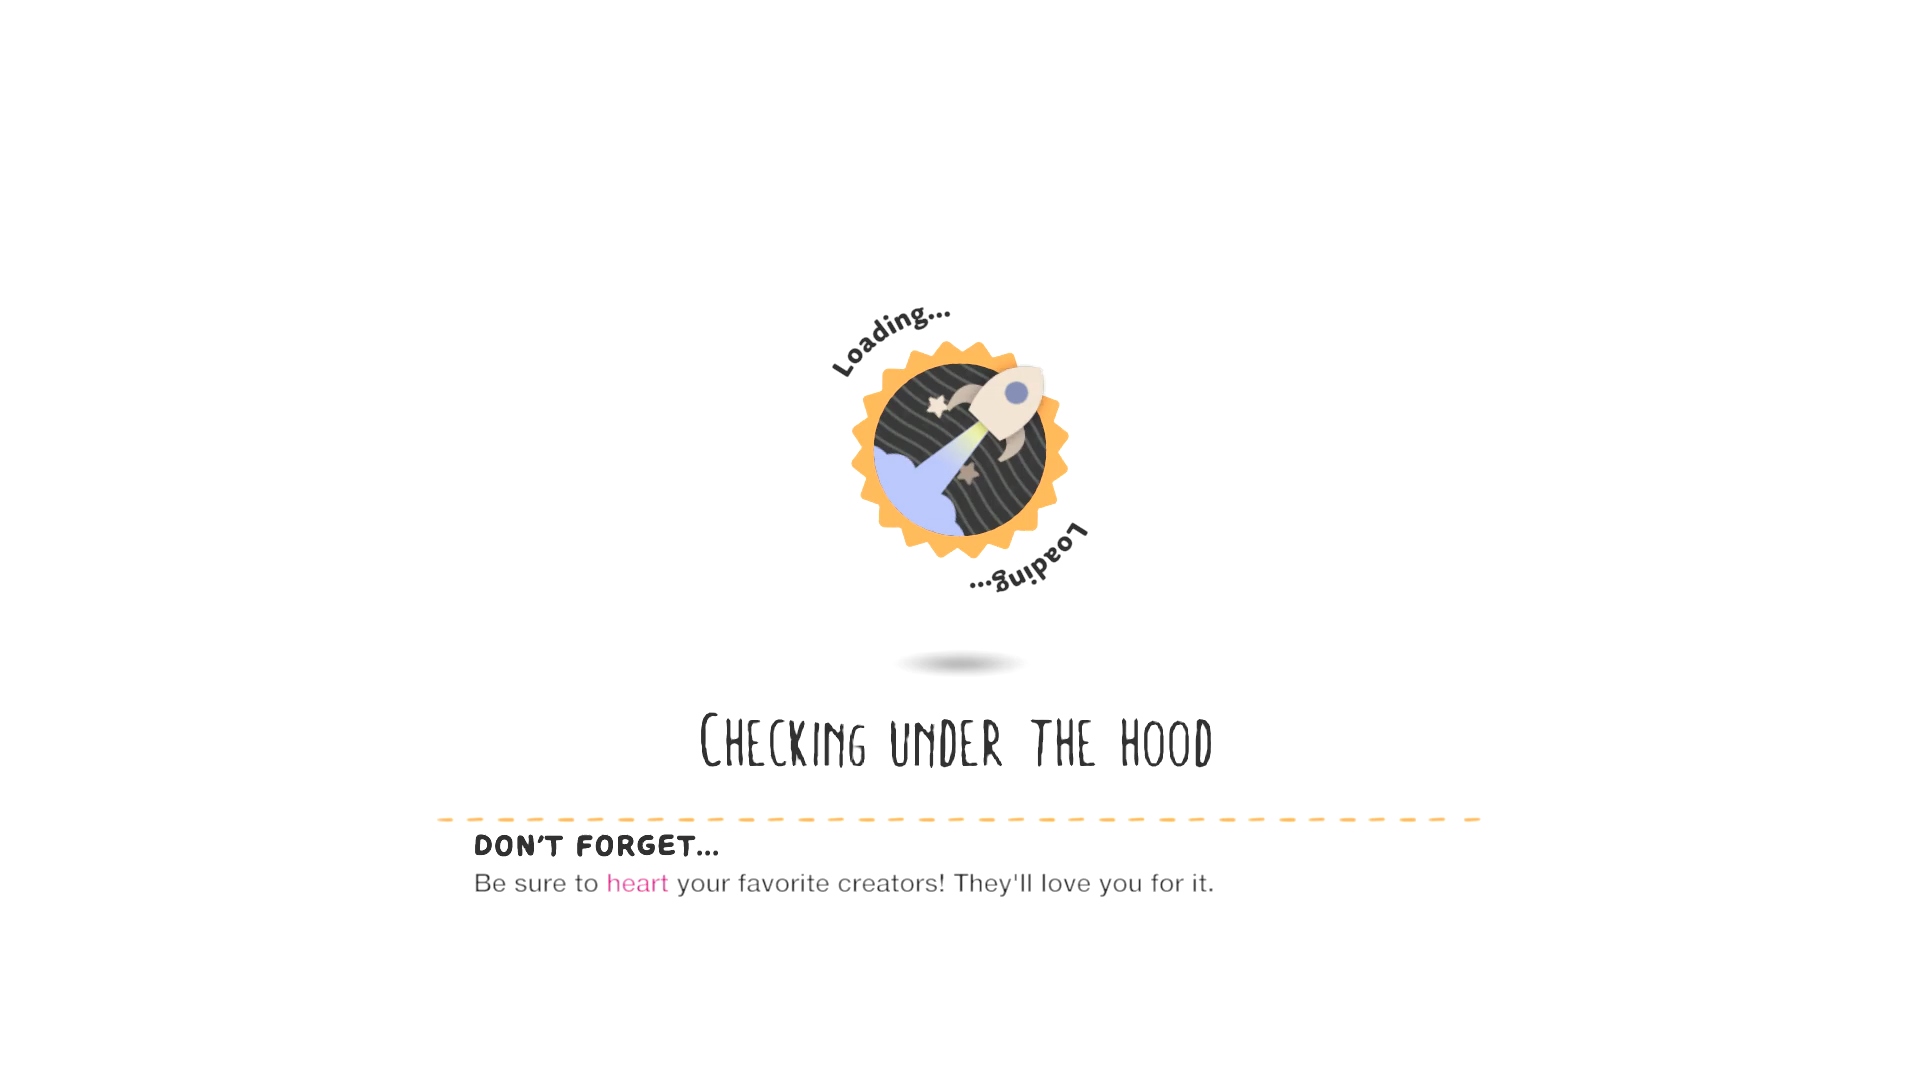 Loading...
Loading...
Checking under the hood
DON'T FORGET...
Be sure to heart your favorite creators! They'll love you for it.